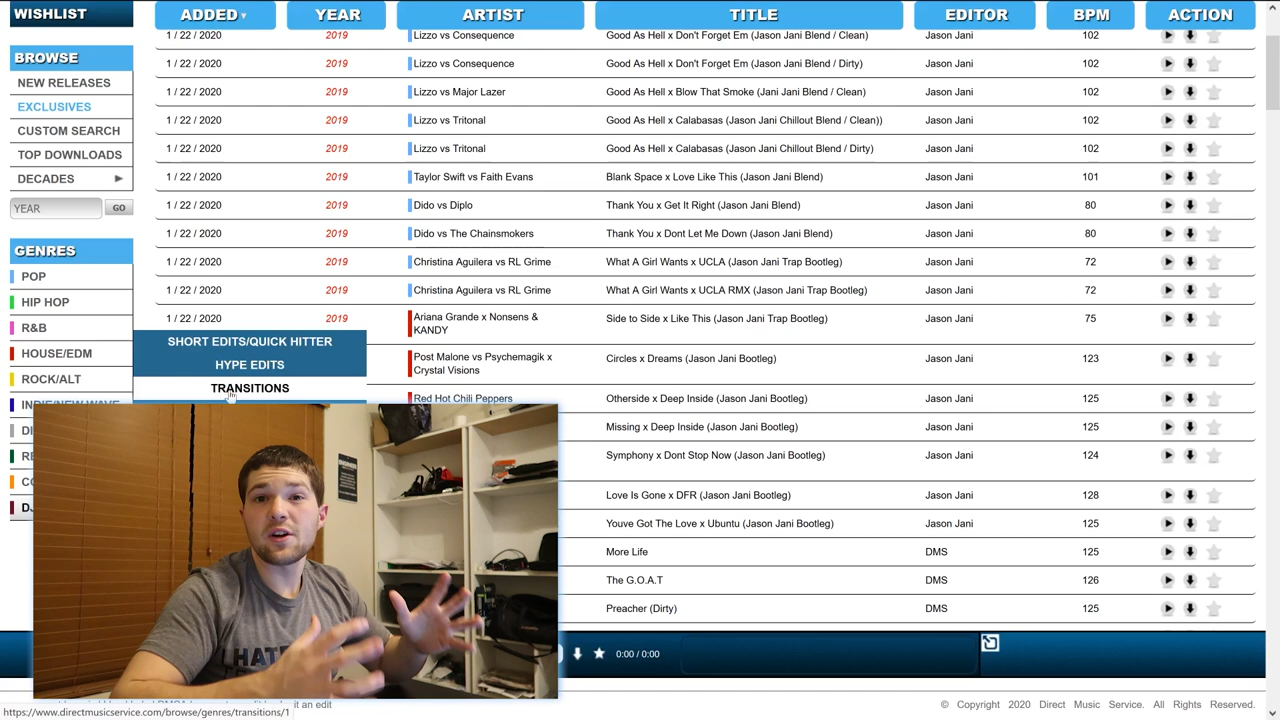 WISHLIST
ADDED YEAR ARTIST TITLE EDITOR BPM ACTION
BROWSE
NEW RELEASES
EXCLUSIVES
CUSTOM SEARCH
TOP DOWNLOADS
DECADES
YEAR GO
GENRES
POP
HIP HOP
R&B
HOUSE/EDM
ROCK/ALT
SHORT EDITS/QUICK HITTER
HYPE EDITS
TRANSITIONS
1 / 22 / 2020 2019 Lizzo vs Consequence Good As Hell x Don't Forget Em (Jason Jani Blend / Clean) Jason Jani 102
1 / 22 / 2020 2019 Lizzo vs Consequence Good As Hell x Don't Forget Em (Jason Jani Blend / Dirty) Jason Jani 102
1 / 22 / 2020 2019 Lizzo vs Major Lazer Good As Hell x Blow That Smoke (Jani Jani Blend / Clean) Jason Jani 102
1 / 22 / 2020 2019 Lizzo vs Tritonal Good As Hell x Calabasas (Jason Jani Chillout Blend / Clean)) Jason Jani 102
1 / 22 / 2020 2019 Lizzo vs Tritonal Good As Hell x Calabasas (Jason Jani Chillout Blend / Dirty) Jason Jani 102
1 / 22 / 2020 2019 Taylor Swift vs Faith Evans Blank Space x Love Like This (Jason Jani Blend) Jason Jani 101
1 / 22 / 2020 2019 Dido vs Diplo Thank You x Get It Right (Jason Jani Blend) Jason Jani 80
1 / 22 / 2020 2019 Dido vs The Chainsmokers Thank You x Dont Let Me Down (Jason Jani Blend) Jason Jani 80
1 / 22 / 2020 2019 Christina Aguilera vs RL Grime What A Girl Wants x UCLA (Jason Jani Trap Bootleg) Jason Jani 72
1 / 22 / 2020 2019 Christina Aguilera vs RL Grime What A Girl Wants x UCLA RMX (Jason Jani Trap Bootleg) Jason Jani 72
1 / 22 / 2020 2019 Ariana Grande x Nonsens & Side to Side x Like This (Jason Jani Trap Bootleg) Jason Jani 75
KANDY
Post Malone vs Psychemagik x Circles x Dreams (Jason Jani Bootleg) Jason Jani 123
Crystal Visions
Red Hot Chili Peppers Otherside x Deep Inside (Jason Jani Bootleg) Jason Jani 125
Missing x Deep Inside (Jason Jani Bootleg) Jason Jani 125
Symphony x Dont Stop Now (Jason Jani Bootleg) Jason Jani 124
Love Is Gone x DFR (Jason Jani Bootleg) Jason Jani 128
Youve Got The Love x Ubuntu (Jason Jani Bootleg) Jason Jani 125
More Life DMS 125
The G.O.A.T DMS 126
Preacher (Dirty) DMS 125
I HATE
0:00 / 0:00
an edit © Copyright 2020 Direct Music Service. All Rights Reserved.
https://www.directmusicservice.com/browse/genres/transitions/1